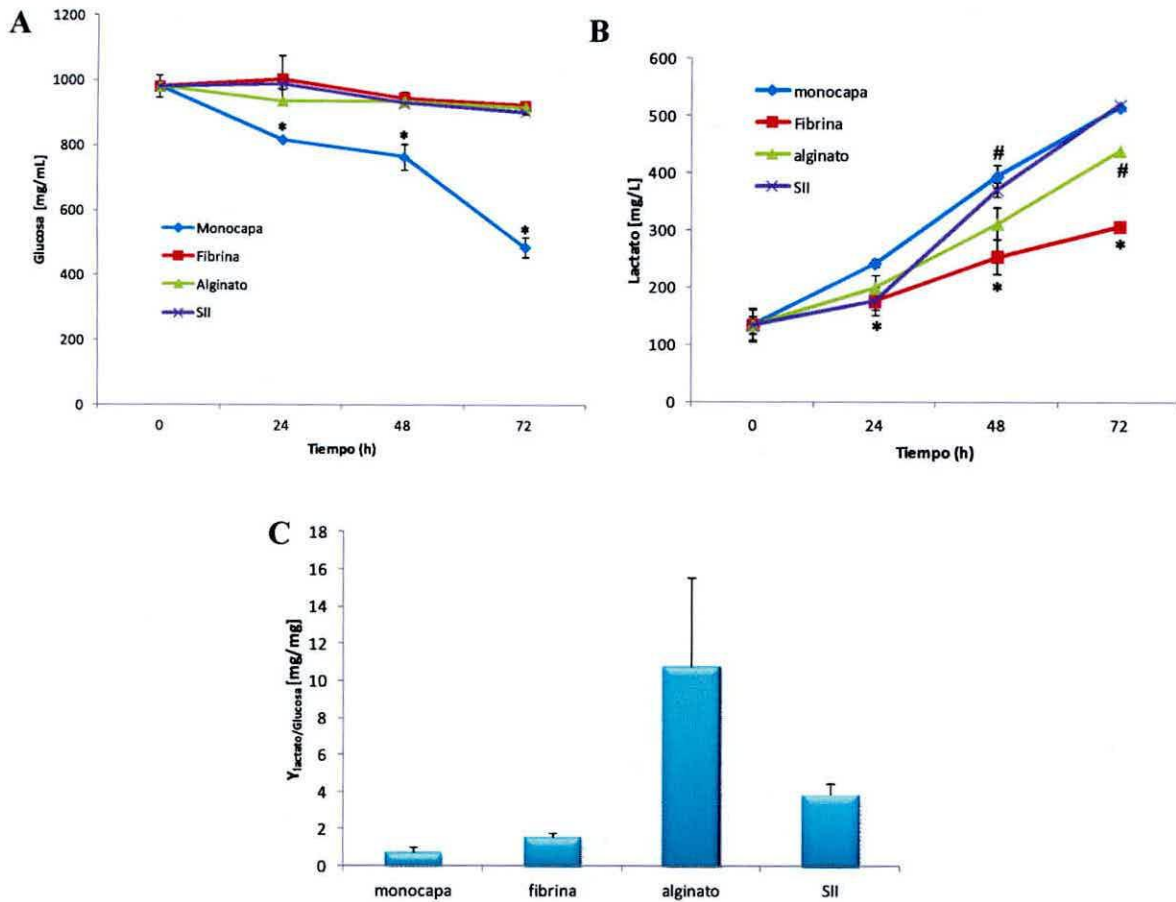 A
1200
1000
800
600
400
200
0
Glucosa [mg/mL]
*
*
*
Monocapa
Fibrina
Alginato
SII
0 24 48 72
Tiempo (h)
B
600
500
400
300
200
100
0
Lactato [mg/L]
monocapa
Fibrina
alginato
SII
#
#
*
*
*
0 24 48 72
Tiempo (h)
C
18
16
14
12
10
8
6
4
2
0
Ylactato/Glucosa [mg/mg]
monocapa fibrina alginato SII